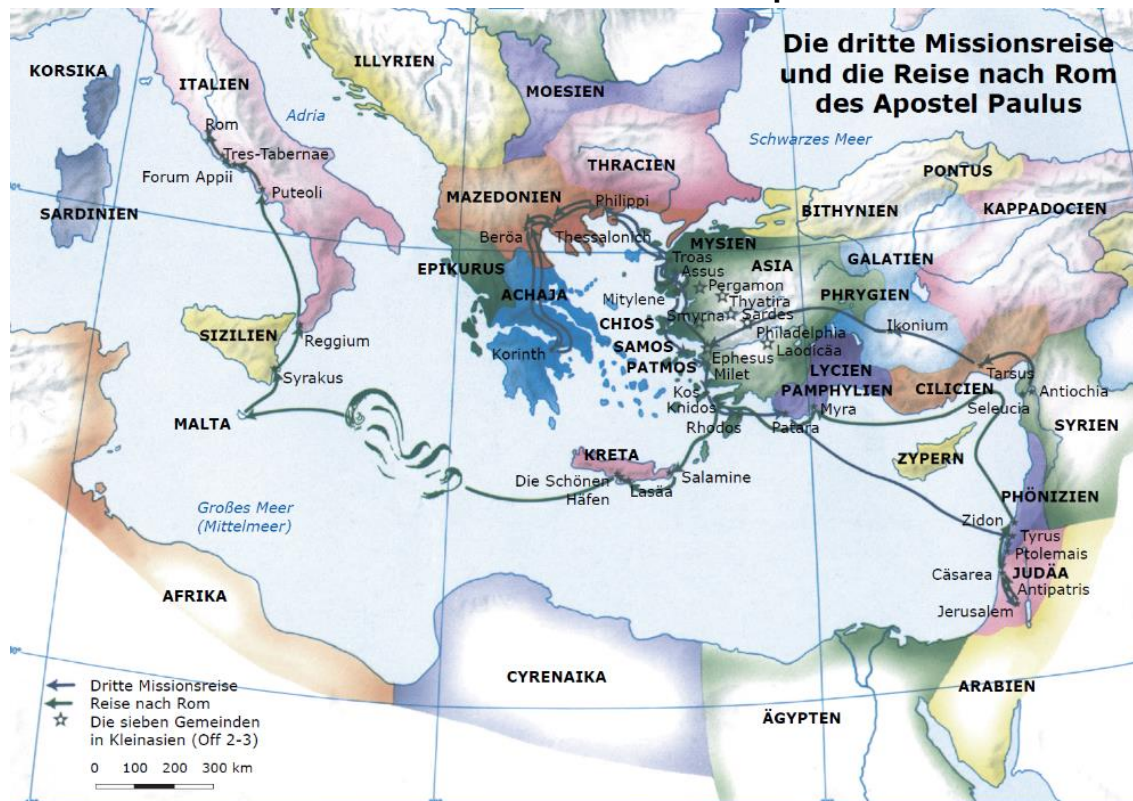 Die dritte Missionsreise
und die Reise nach Rom
des Apostel Paulus
KORSIKA
ITALIEN
ILLYRIEN
MOESIEN
Adria
Schwarzes Meer
Rom
Tres-Tabernae
Forum Appii
Puteoli
THRACIEN
PONTUS
SARDINIEN
MAZEDONIEN
Philippi
BITHYNIEN
KAPPADOCIEN
Beröa
Thessalonich
MYSIEN
EPIKURUS
Troas
ASIA
GALATIEN
Assus
ACHAJA
Pergamon
Mitylene
Thyatira
PHRYGIEN
SIZILIEN
CHIOS
Smyrna
Sardes
Ikonium
Reggium
Philadelphia
Korinth
SAMOS
Ephesus
Laodicäa
PATMOS
Milet
LYCIEN
Tarsus
Syrakus
PAMPHYLIEN
CILICIEN
Antiochia
Kos
Knidos
Myra
Seleucia
MALTA
Rhodos
Patara
SYRIEN
KRETA
ZYPERN
Die Schönen
Häfen
Lasäa
Salamine
PHÖNIZIEN
Großes Meer
(Mittelmeer)
Zidon
Tyrus
Ptolemais
Cäsarea
JUDÄA
Antipatris
AFRIKA
Jerusalem
CYRENAIKA
ARABIEN
ÄGYPTEN
Dritte Missionsreise
Reise nach Rom
Die sieben Gemeinden
in Kleinasien (Off 2-3)
0 100 200 300 km